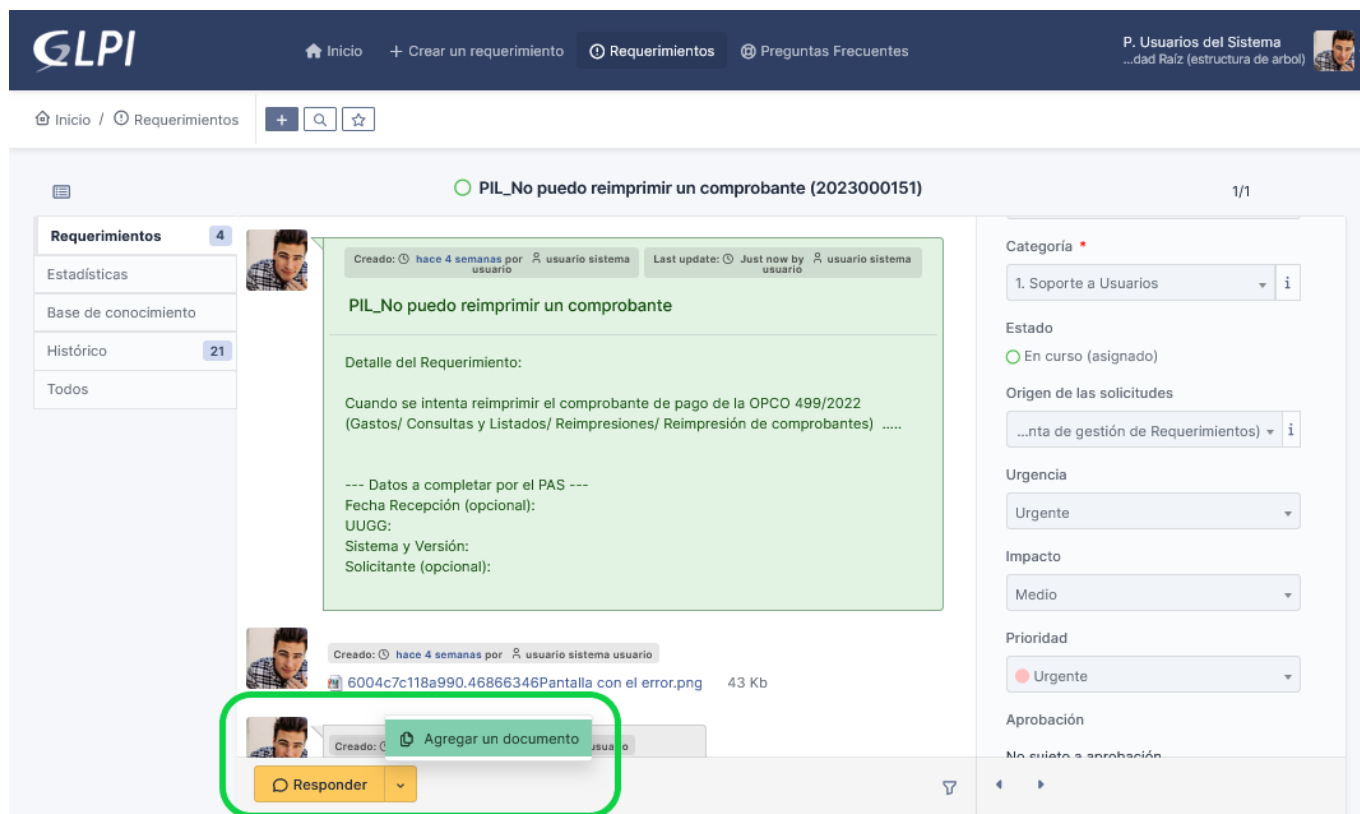 GLPI
Inicio
+ Crear un requerimiento
Requerimientos
Preguntas Frecuentes
P. Usuarios del Sistema
...dad Raíz (estructura de arbol)
Inicio / Requerimientos
PIL_No puedo reimprimir un comprobante (2023000151)
1/1
Requerimientos 4
Estadísticas
Base de conocimiento
Histórico 21
Todos
Creado: hace 4 semanas por usuario sistema
usuario
Last update: Just now by usuario sistema
usuario
PIL_No puedo reimprimir un comprobante
Detalle del Requerimiento:
Cuando se intenta reimprimir el comprobante de pago de la OPCO 499/2022
(Gastos/ Consultas y Listados/ Reimpresiones/ Reimpresión de comprobantes) .....
--- Datos a completar por el PAS ---
Fecha Recepción (opcional):
UUGG:
Sistema y Versión:
Solicitante (opcional):
Creado: hace 4 semanas por usuario sistema usuario
6004c7c118a990.46866346Pantalla con el error.png 43 Kb
Creado:
Agregar un documento
Responder
Categoría *
1. Soporte a Usuarios
i
Estado
En curso (asignado)
Origen de las solicitudes
...nta de gestión de Requerimientos)
i
Urgencia
Urgente
Impacto
Medio
Prioridad
Urgente
Aprobación
No sujeto a aprobación